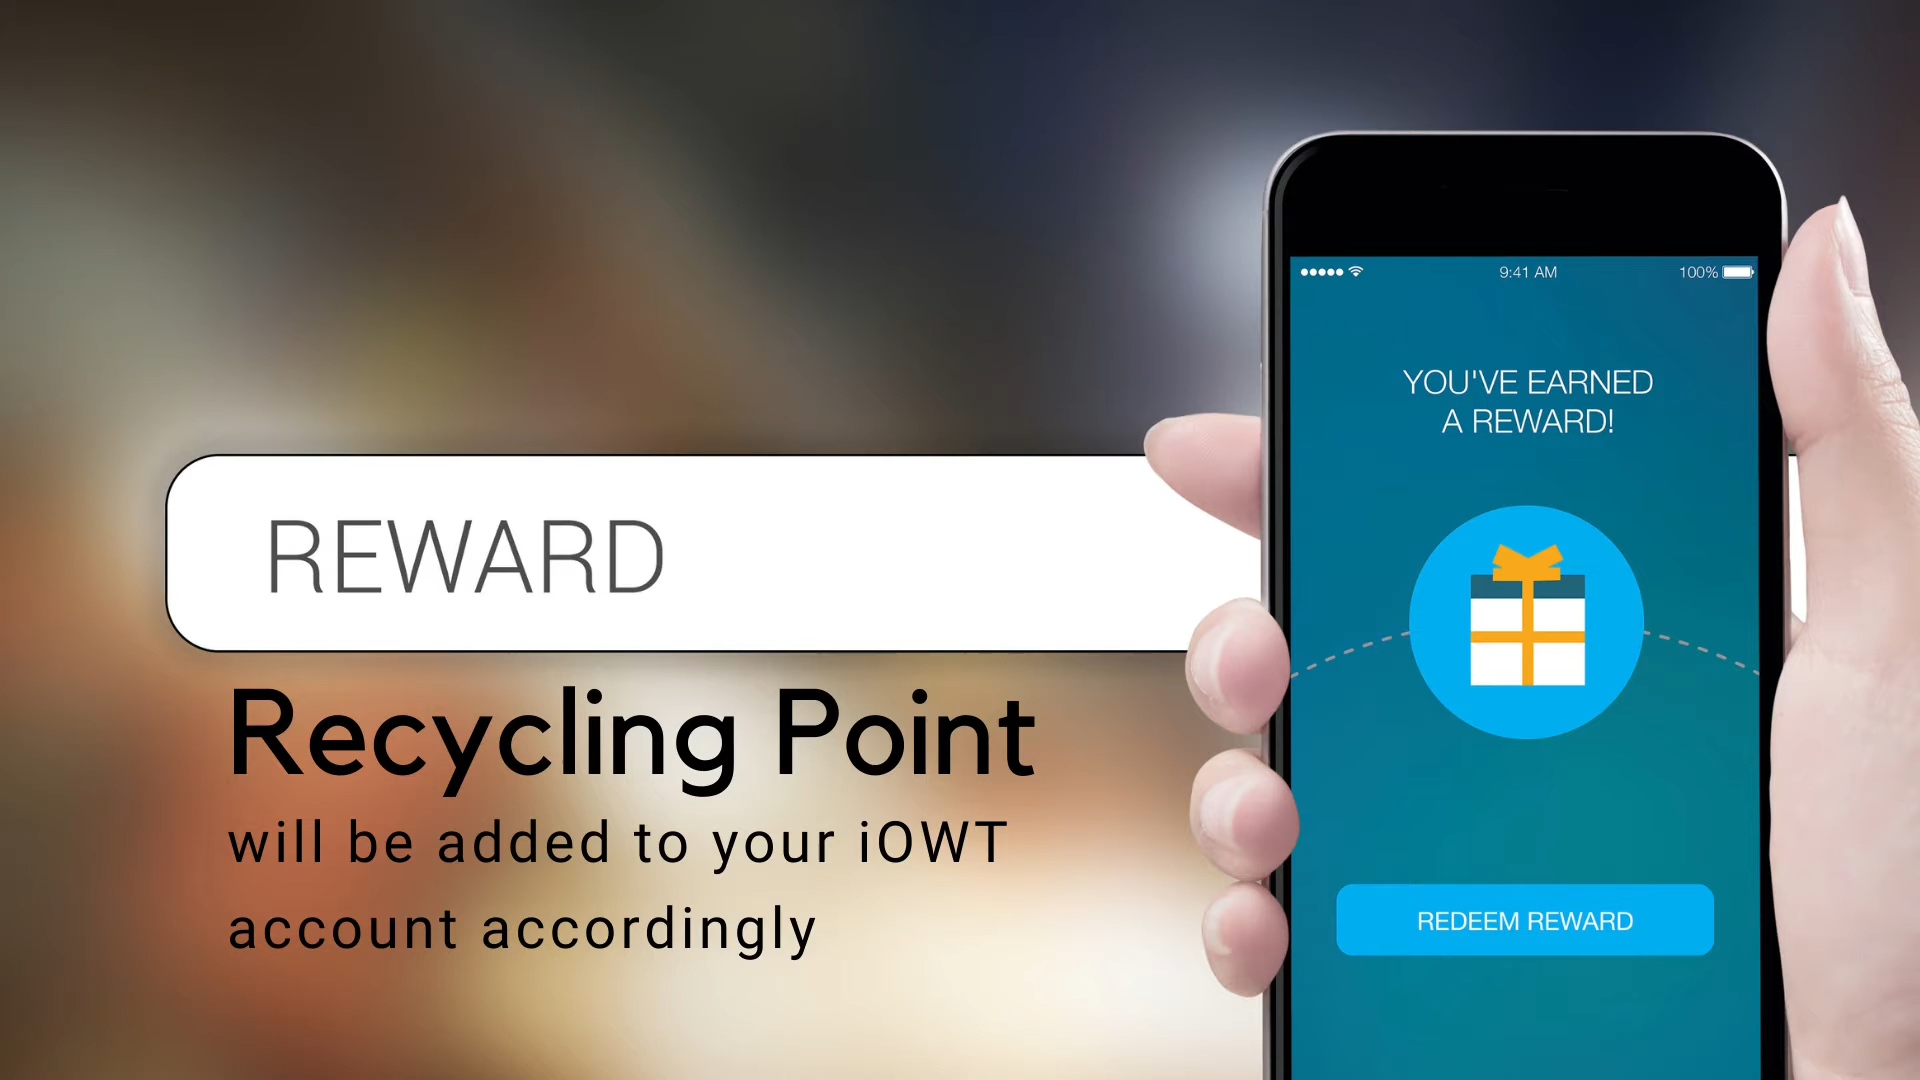 REWARD
Recycling Point
will be added to your iOWT
account accordingly
9:41 AM
100%
YOU'VE EARNED
A REWARD!
REDEEM REWARD